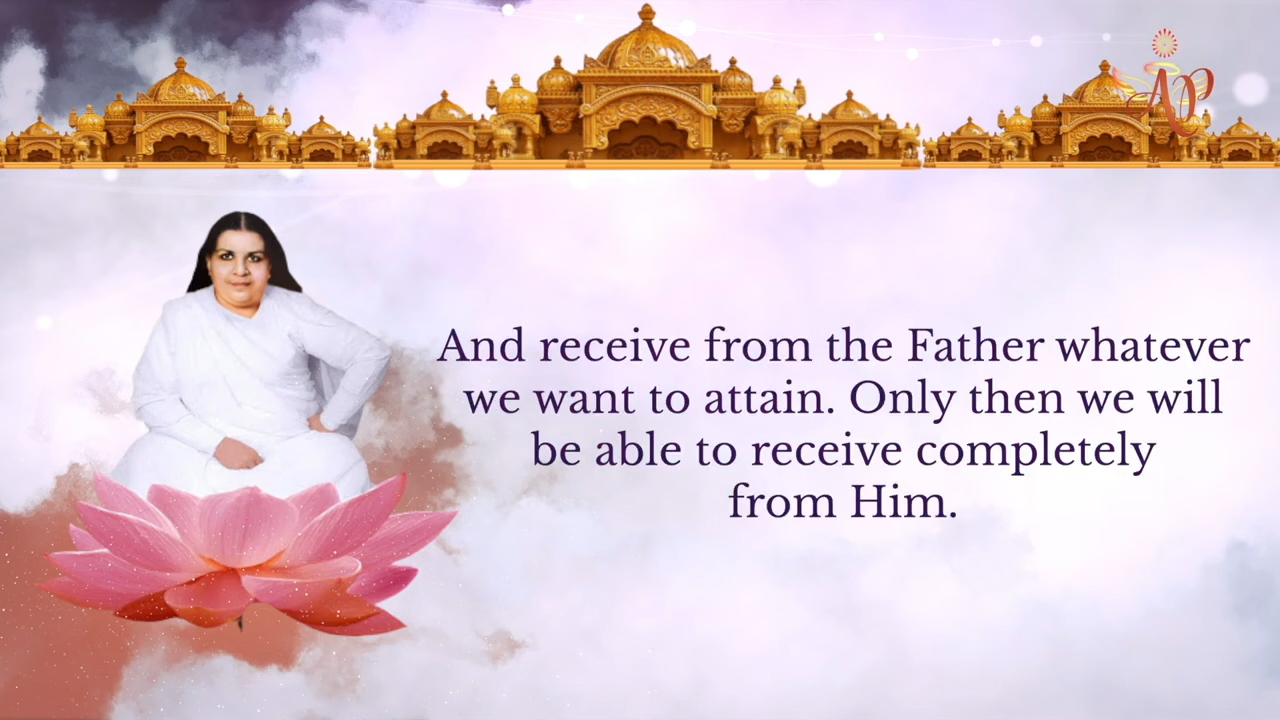 AP
And receive from the Father whatever
we want to attain. Only then we will
be able to receive completely
from Him.